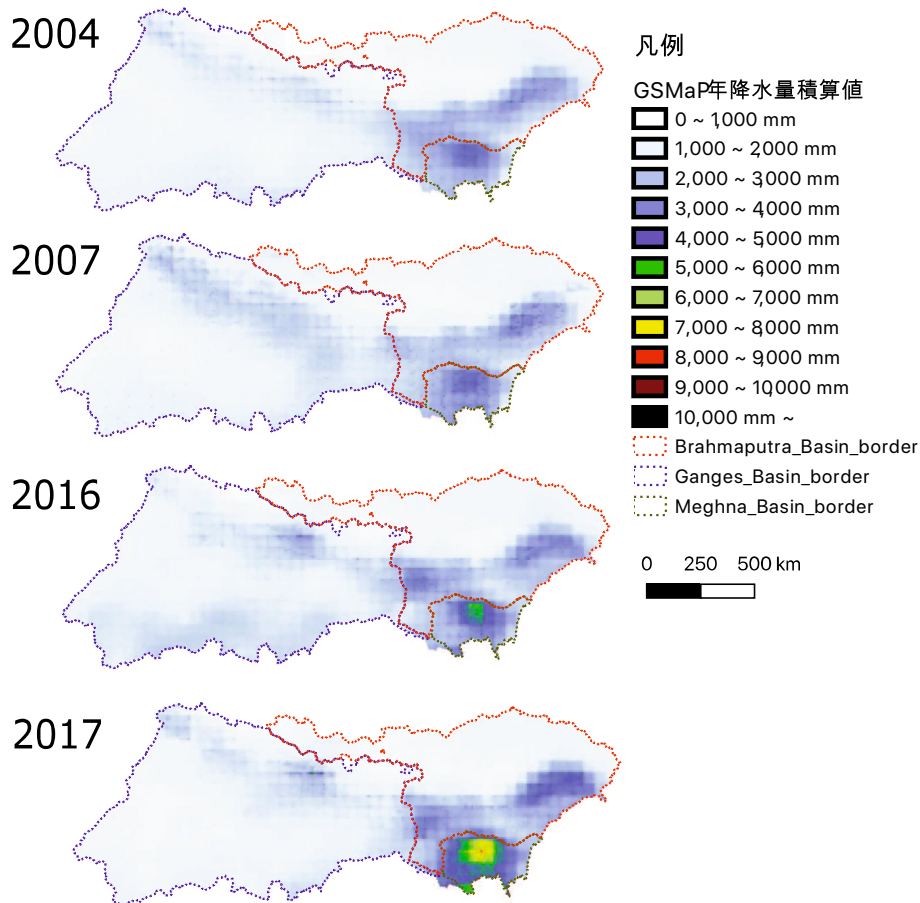 2004
2007
2016
2017
凡例
GSMaP年降水量積算値
0 ~ 1,000 mm
1,000 ~ 2,000 mm
2,000 ~ 3,000 mm
3,000 ~ 4,000 mm
4,000 ~ 5,000 mm
5,000 ~ 6,000 mm
6,000 ~ 7,000 mm
7,000 ~ 8,000 mm
8,000 ~ 9,000 mm
9,000 ~ 10,000 mm
10,000 mm ~
Brahmaputra_Basin_border
Ganges_Basin_border
Meghna_Basin_border
0 250 500 km